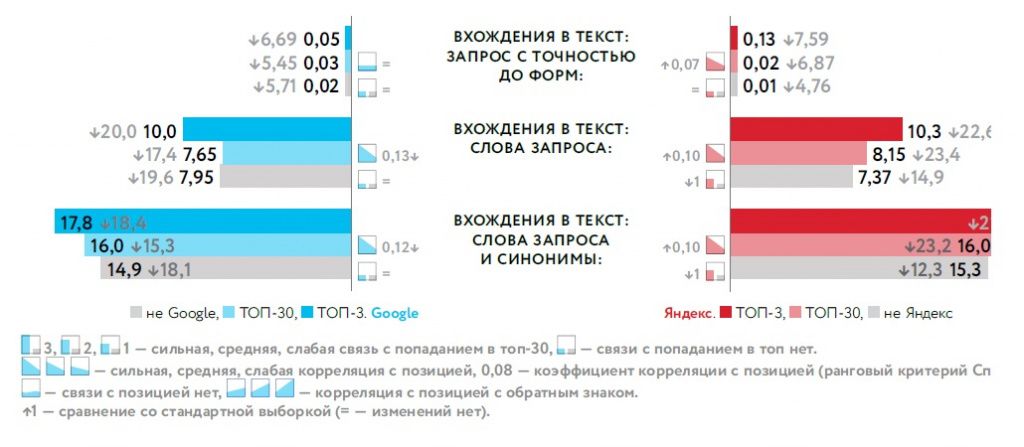 ↓6,69 0,05
↓5,45 0,03 =
↓5,71 0,02 =
ВХОЖДЕНИЯ В ТЕКСТ:
ЗАПРОС С ТОЧНОСТЬЮ
ДО ФОРМ:
0,13 ↓7,59
↑0,07 0,02 ↓6,87
= 0,01 ↓4,76
↓20,0 10,0
↓17,4 7,65 0,13↓
↓19,6 7,95 =
ВХОЖДЕНИЯ В ТЕКСТ:
СЛОВА ЗАПРОСА:
10,3 ↓22,6
↑0,10 8,15 ↓23,4
↓1 7,37 ↓14,9
17,8 ↓18,4
16,0 ↓15,3 0,12↓
14,9 ↓18,1 =
ВХОЖДЕНИЯ В ТЕКСТ:
СЛОВА ЗАПРОСА
И СИНОНИМЫ:
↓2
↑0,10 ↓23,2 16,0
↓1 ↓12,3 15,3
не Google, ТОП-30, ТОП-3. Google
Яндекс. ТОП-3, ТОП-30, не Яндекс
3, 2, 1 — сильная, средняя, слабая связь с попаданием в топ-30, — связи с попаданием в топ нет.
— сильная, средняя, слабая корреляция с позицией, 0,08 — коэффициент корреляции с позицией (ранговый критерий Сп
— связи с позицией нет, — корреляция с позицией с обратным знаком.
↑1 — сравнение со стандартной выборкой (= — изменений нет).